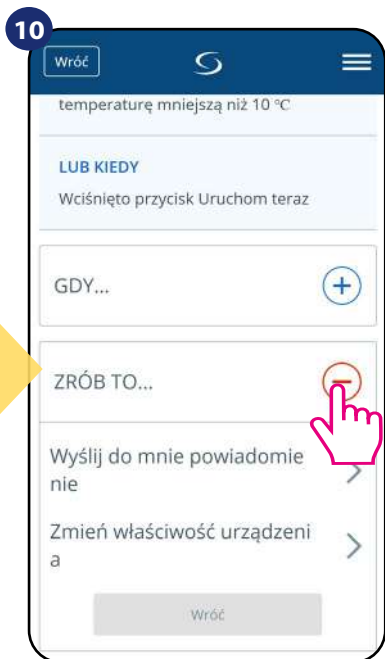 10
Wróć
temperaturę mniejszą niż 10 °C
LUB KIEDY
Wciśnięto przycisk Uruchom teraz
GDY...
ZRÓB TO...
Wyślij do mnie powiadomie
nie
Zmień właściwość urządzeni
a
Wróć